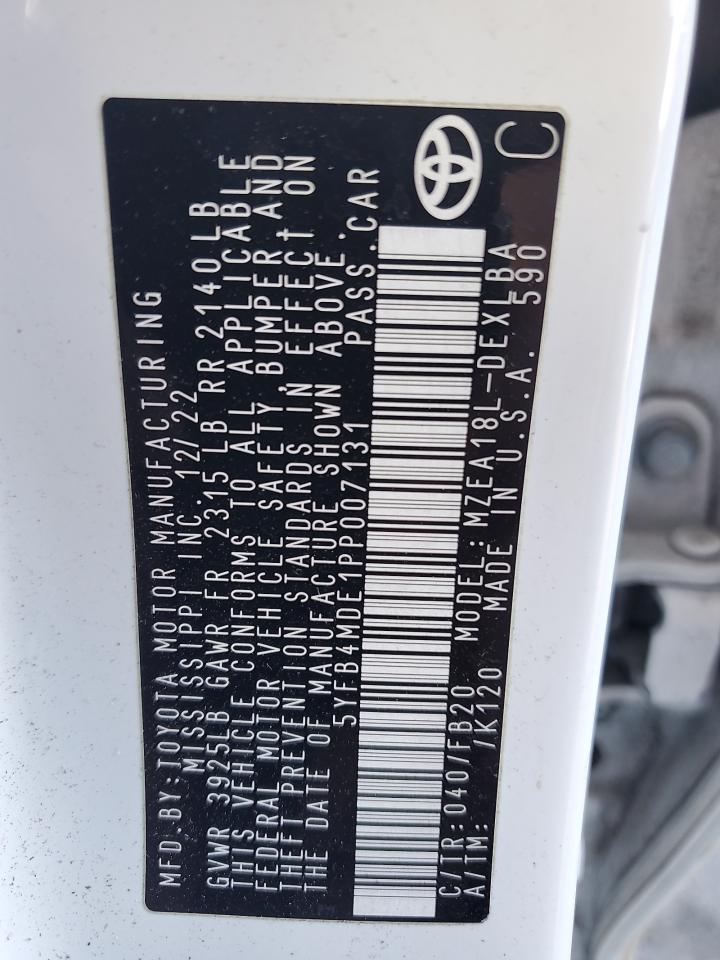 MFD.BY:TOYOTA MOTOR MANUFACTURING
MISSISSIPPI INC. 12/22
GVWR 3925LB GAWR FR 2315 LB RR 2140LB
THIS VEHICLE CONFORMS TO ALL APPLICABLE
FEDERAL MOTOR VEHICLE SAFETY, BUMPER AND
THEFT PREVENTION STANDARDS IN EFFECT ON
THE DATE OF MANUFACTURE SHOWN ABOVE.
5YFB4MDE1PP007131 PASS.CAR
C/TR:040/FB20 MODEL:MZEA18L-DEXLBA
A/TM: /K120 MADE IN U.S.A. 590
C